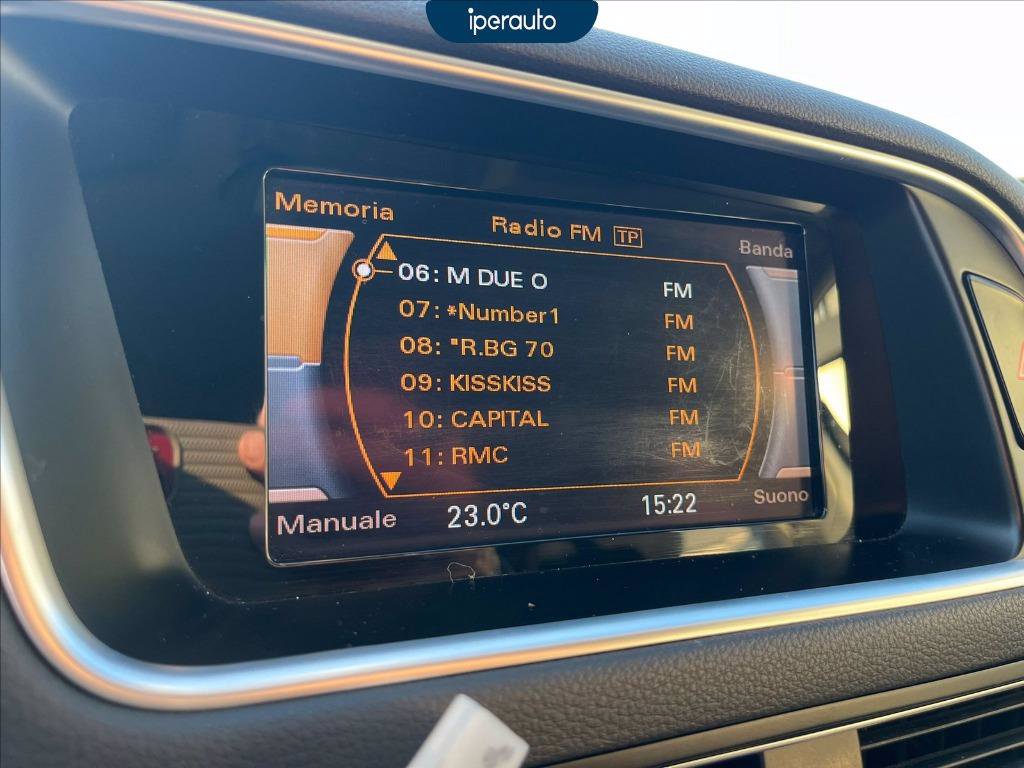 iperauto
Memoria
Radio FM TP
Banda
06: M DUE O FM
07: *Number1 FM
08: "R.BG 70 FM
09: KISSKISS FM
10: CAPITAL FM
11: RMC FM
Manuale 23.0°C 15:22 Suono